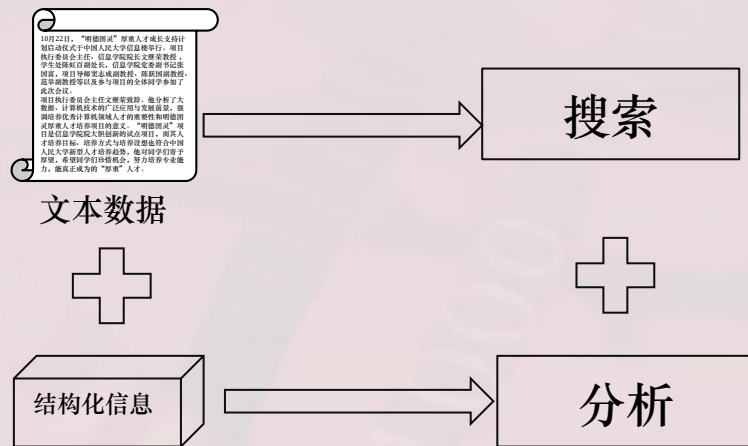 10月22日,“明德图灵”厚重人才成长支持计
划启动仪式于中国人民大学信息楼举行。项目
执行委员会主任、信息学院院长文继荣教授,
学生处陈虹百副处长,信息学院党委副书记张
国富,项目导师窦志成副教授、陈跃国副教授、
范举副教授等以及参与项目的全体同学参加了
此次会议。
项目执行委员会主任文继荣致辞。他分析了大
数据、计算机技术的广泛应用与发展前景,强
调培养优秀计算机领域人才的重要性和明德图
灵厚重人才培养项目的意义。“明德图灵”项
目是信息学院大胆创新的试点项目,而其人
才培养目标、培养方式与培养设想也符合中国
人民大学新型人才培养趋势,他对同学们寄予
厚望,希望同学们珍惜机会,努力培养专业能
力,能真正成为的“厚重”人才。
搜索
文本数据
结构化信息
分析